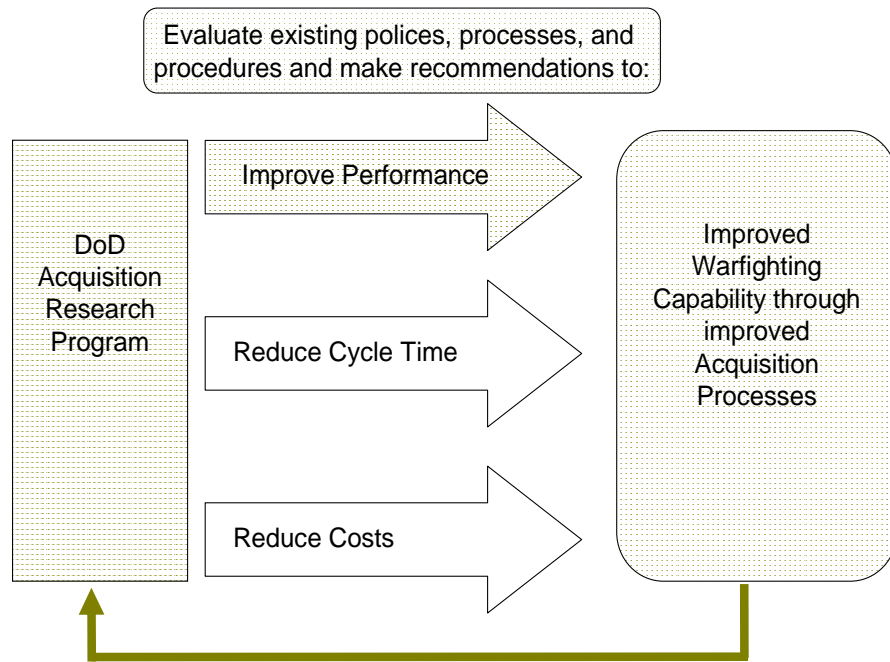 Evaluate existing polices, processes, and
procedures and make recommendations to:
DoD
Acquisition
Research
Program
Improve Performance
Reduce Cycle Time
Reduce Costs
Improved
Warfighting
Capability through
improved
Acquisition
Processes